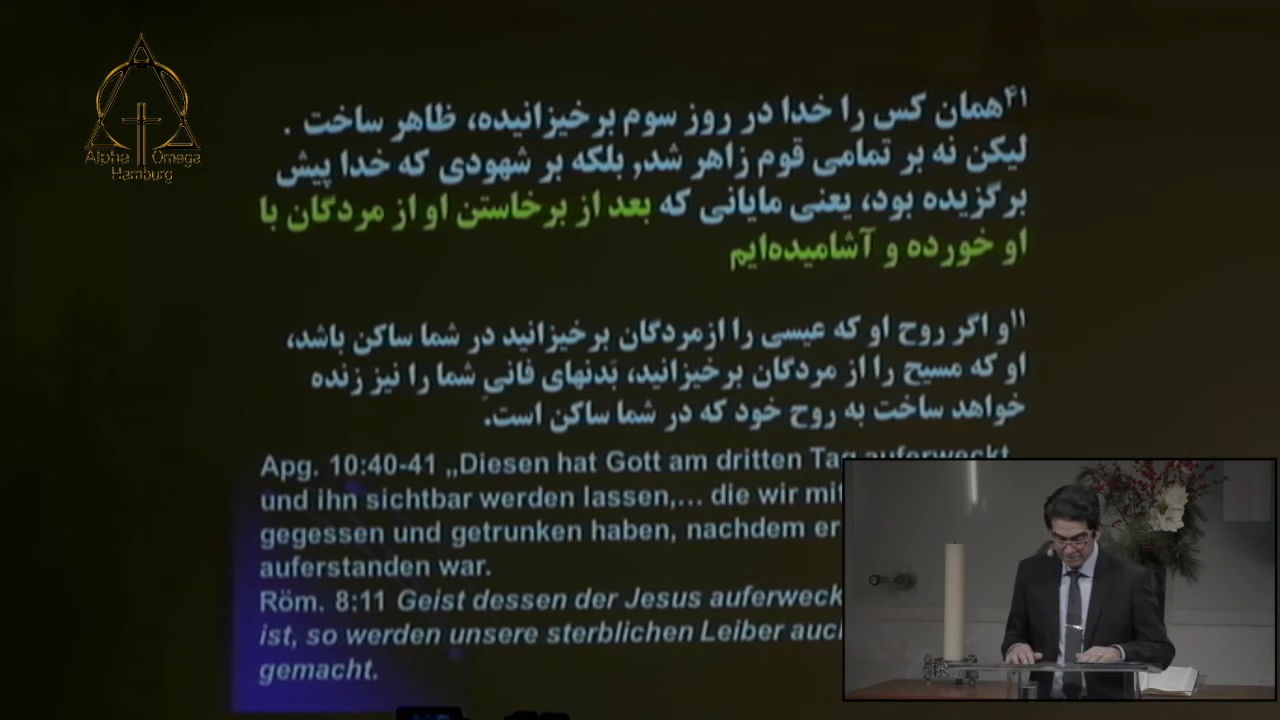 Alpha Omega
Hamburg
۴۱همان کس را خدا در روز سوم برخیزانیده، ظاهر ساخت .
لیکن نه بر تمامی قوم زاهر شد, بلکه بر شهودی که خدا پیش
برگزیده بود، یعنی مایانی که بعد از برخاستن او از مردگان با
او خورده و آشامیده‌ایم
۱۱و اگر روح او که عیسی را ازمردگان برخیزانید در شما ساکن باشد،
او که مسیح را از مردگان برخیزانید، بَدنهای فانیِ شما را نیز زنده
خواهد ساخت به روح خود که در شما ساکن است.
Apg. 10:40-41 „Diesen hat Gott am dritten Tag auferweckt
und ihn sichtbar werden lassen,... die wir mit
gegessen und getrunken haben, nachdem er
auferstanden war.
Röm. 8:11 Geist dessen der Jesus auferweck
ist, so werden unsere sterblichen Leiber auch
gemacht.